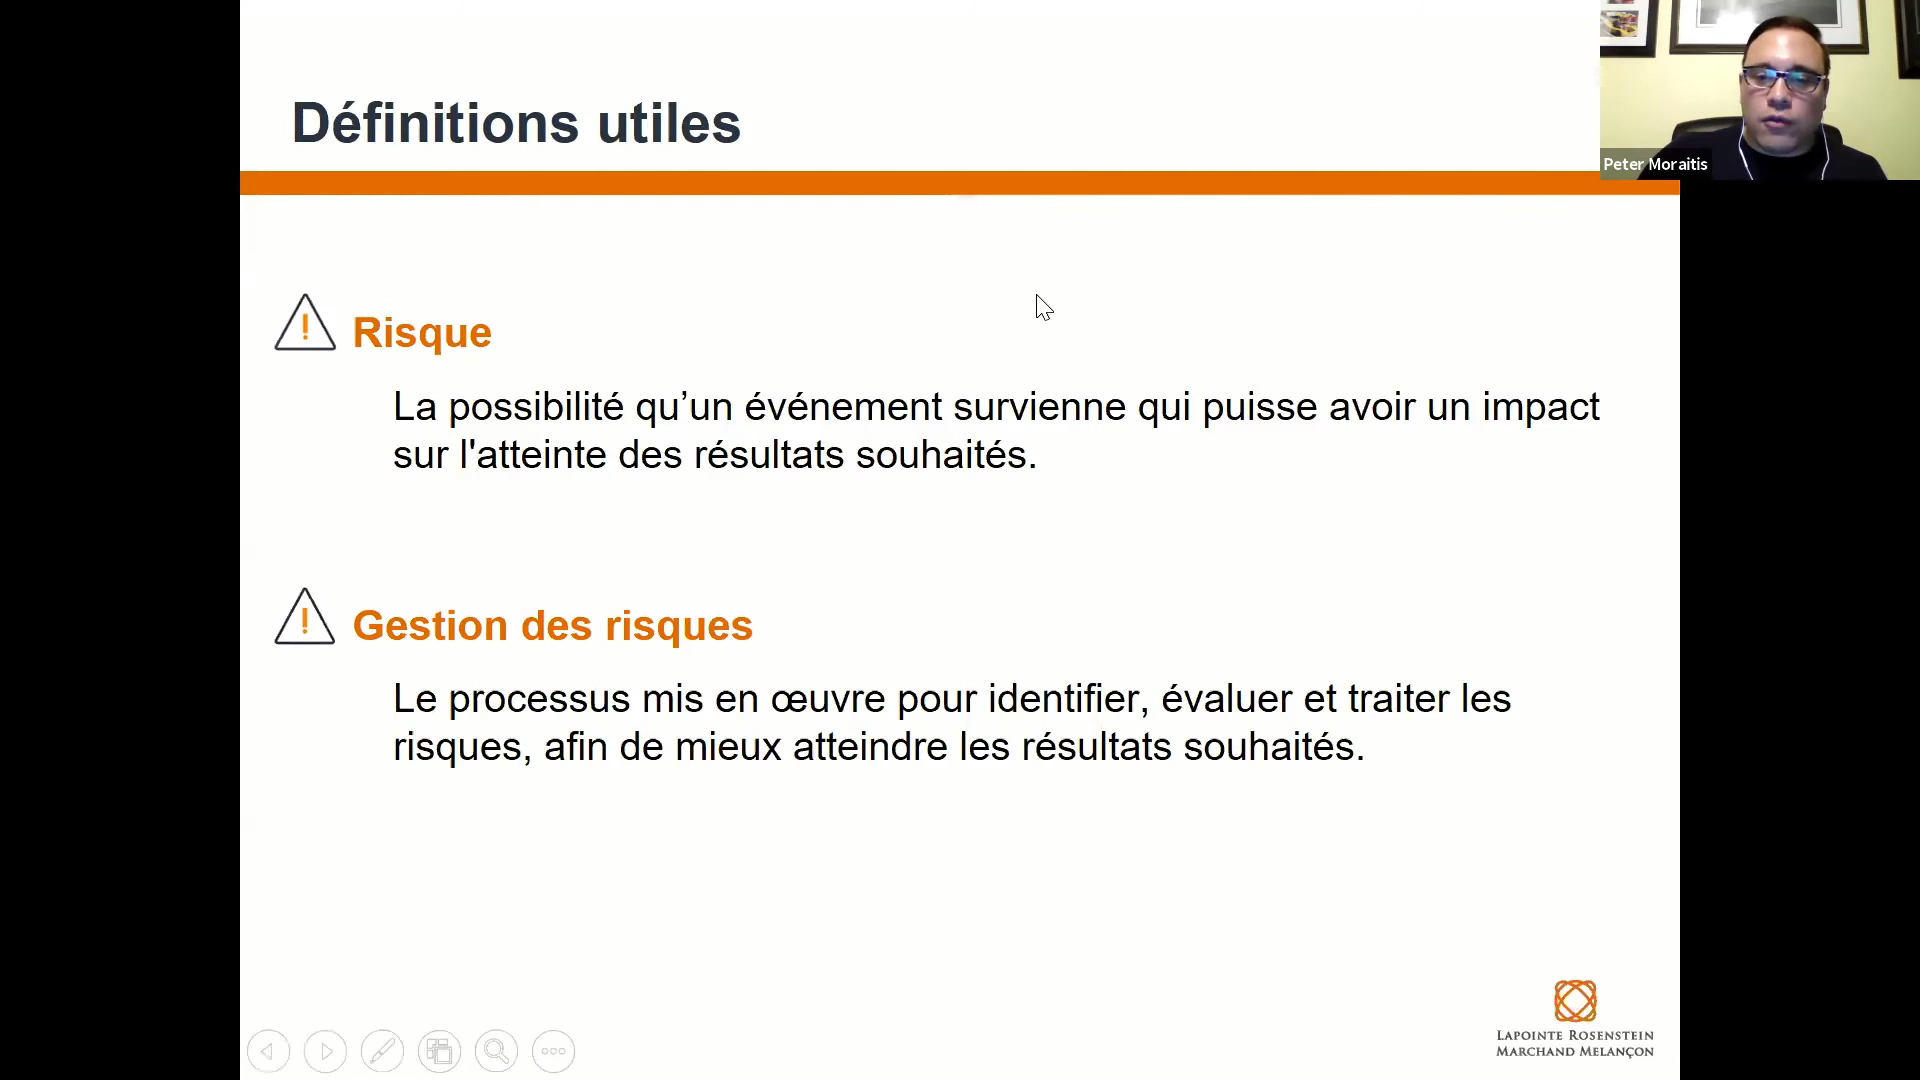 Définitions utiles
Peter Moraitis
Risque
La possibilité qu’un événement survienne qui puisse avoir un impact
sur l'atteinte des résultats souhaités.
Gestion des risques
Le processus mis en œuvre pour identifier, évaluer et traiter les
risques, afin de mieux atteindre les résultats souhaités.
LAPOINTE ROSENSTEIN
MARCHAND MELANÇON